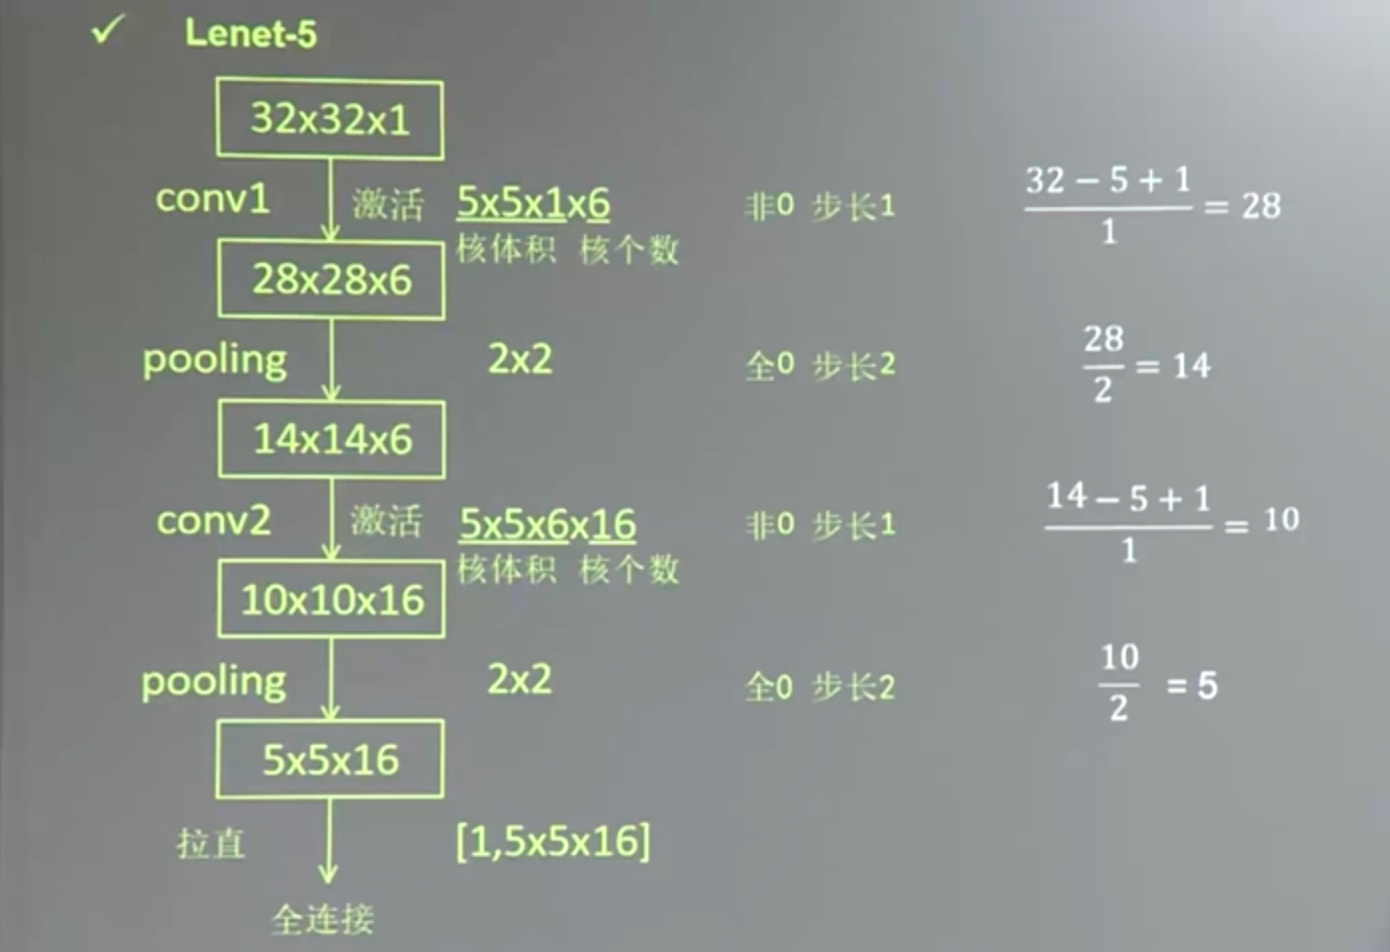 ✓ Lenet-5
32x32x1
conv1 激活 5x5x1x6 非0 步长1 (32 − 5 + 1)/1 = 28
核体积 核个数
28x28x6
pooling 2x2 全0 步长2 28/2 = 14
14x14x6
conv2 激活 5x5x6x16 非0 步长1 (14 − 5 + 1)/1 = 10
核体积 核个数
10x10x16
pooling 2x2 全0 步长2 10/2 = 5
5x5x16
拉直 [1,5x5x16]
全连接